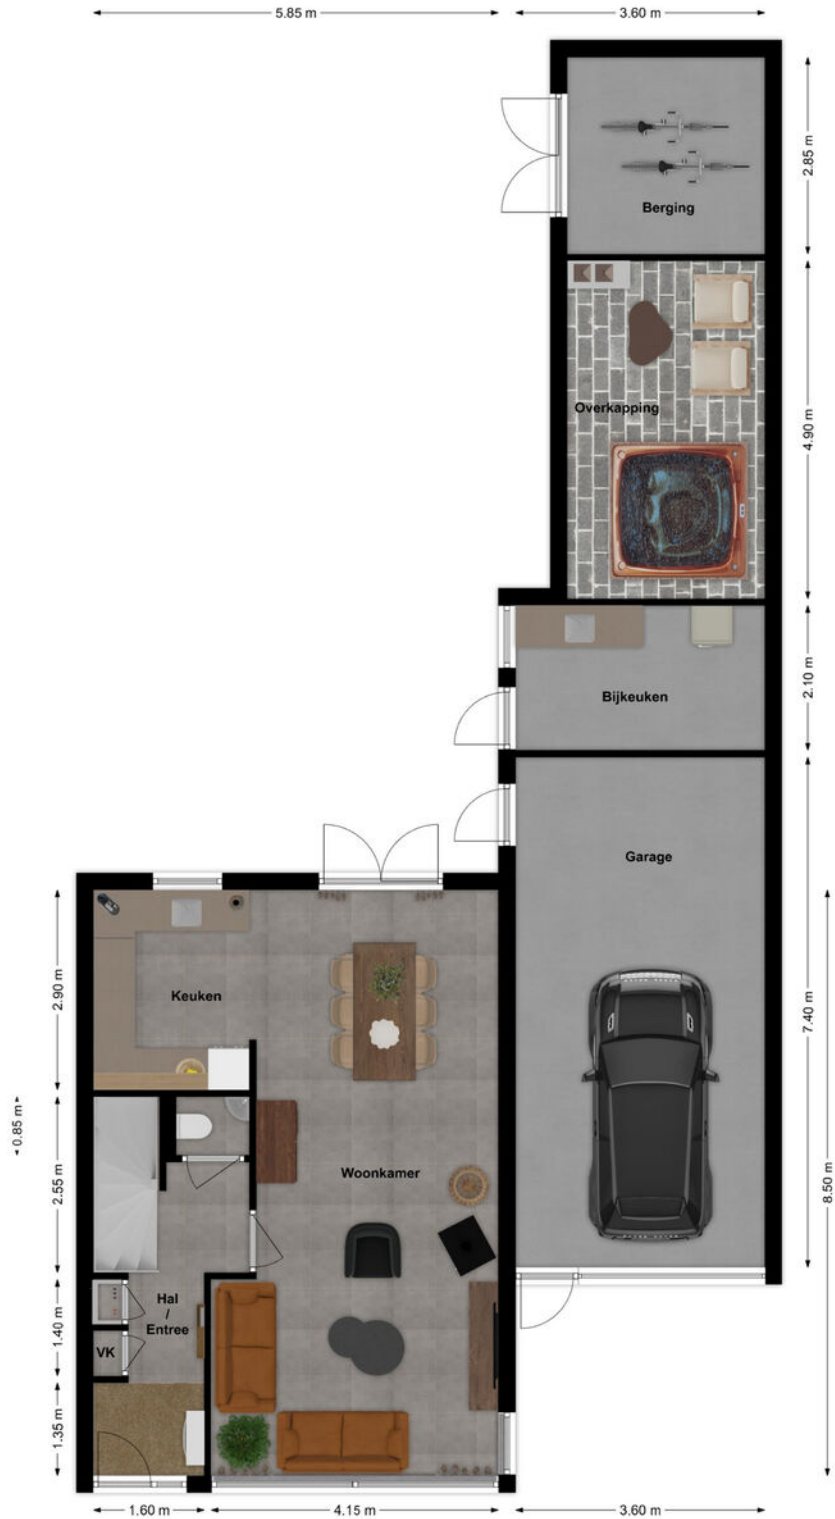 5.85 m
3.60 m
2.85 m
Berging
4.90 m
Overkapping
2.10 m
Bijkeuken
Garage
7.40 m
2.90 m
Keuken
0.85 m
2.55 m
Woonkamer
8.50 m
1.40 m
Hal
/
Entree
VK
1.35 m
1.60 m
4.15 m
3.60 m